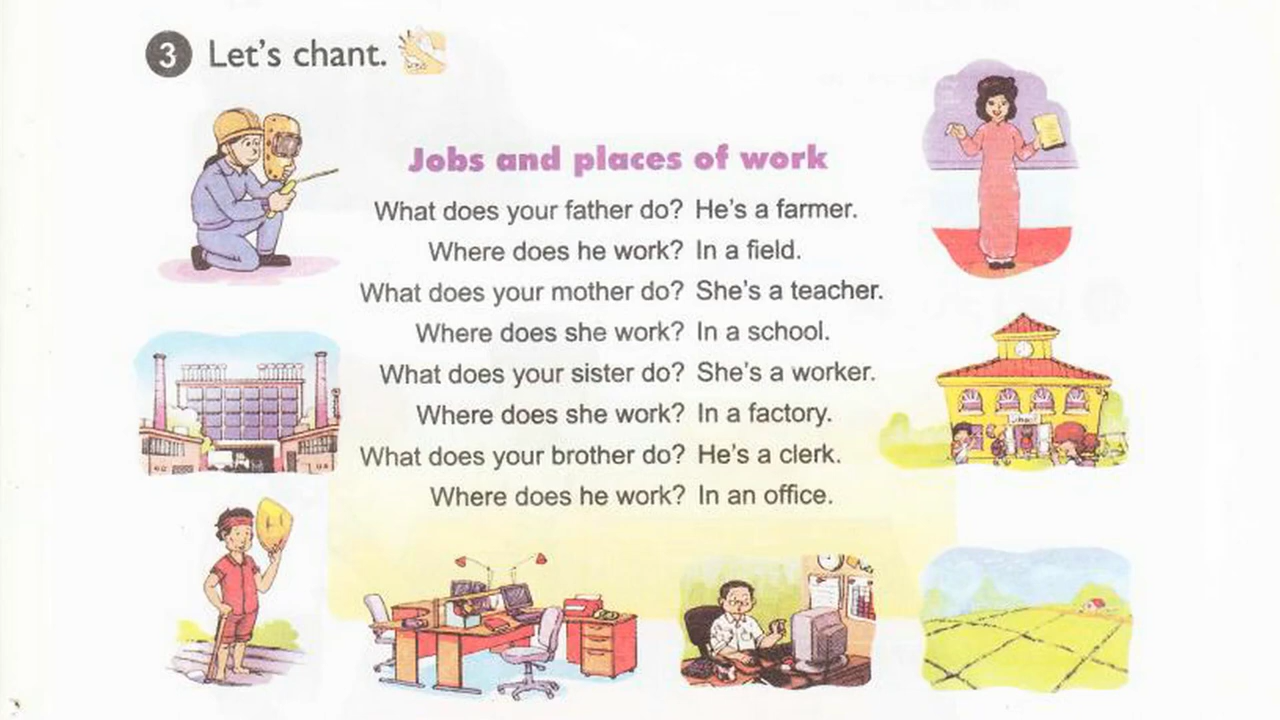 3 Let's chant.
Jobs and places of work
What does your father do? He's a farmer.
Where does he work? In a field.
What does your mother do? She's a teacher.
Where does she work? In a school.
What does your sister do? She's a worker.
Where does she work? In a factory.
What does your brother do? He's a clerk.
Where does he work? In an office.
School